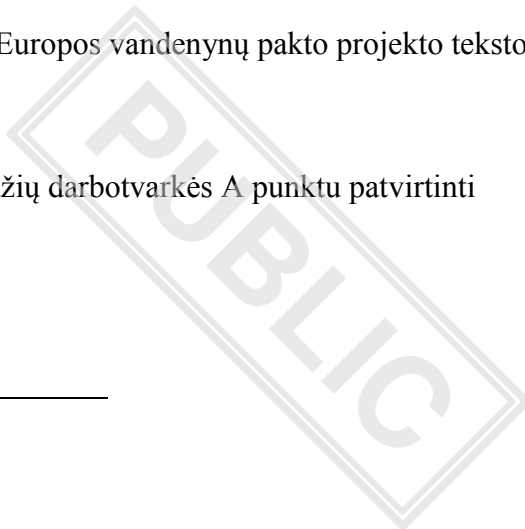 Europos vandenynų pakto projekto teksto
žių darbotvarkės A punktu patvirtinti
PUBLIC